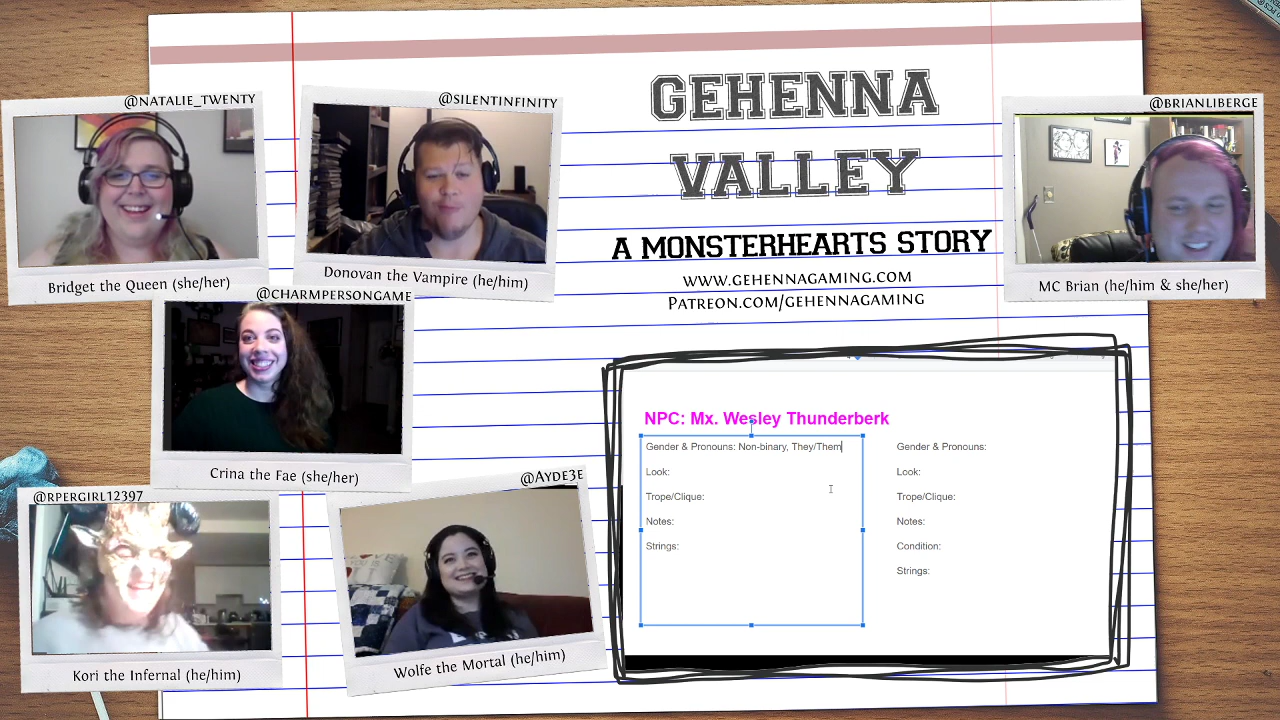 @NATALIE_TWENTY
Bridget the Queen (she/her)
@SILENTINFINITY
Donovan the Vampire (he/him)
GEHENNA
VALLEY
A MONSTERHEARTS STORY
WWW.GEHENNAGAMING.COM
PATREON.COM/GEHENNAGAMING
@BRIANLIBERGE
MC Brian (he/him & she/her)
@CHARMPERSONGAME
Crina the Fae (she/her)
@RPERGIRL12397
Kori the Infernal (he/him)
@AYDE3E
Wolfe the Mortal (he/him)
NPC: Mx. Wesley Thunderberk
Gender & Pronouns: Non-binary, They/Them
Look:
Trope/Clique:
Notes:
Strings:
Gender & Pronouns:
Look:
Trope/Clique:
Notes:
Condition:
Strings: